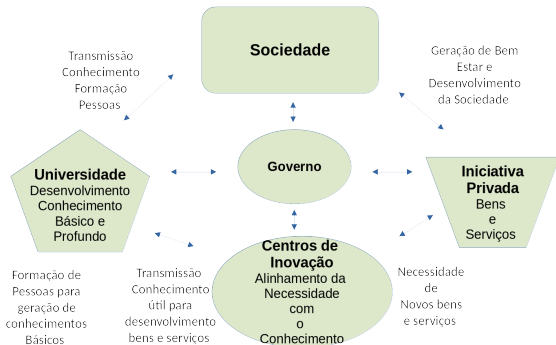 Sociedade
Transmissão
Conhecimento
Formação
Pessoas
Geração de Bem
Estar e
Desenvolvimento
da Sociedade
Universidade
Desenvolvimento
Conhecimento
Básico e
Profundo
Governo
Iniciativa
Privada
Bens
e
Serviços
Centros de
Inovação
Alinhamento da
Necessidade
com
o
Conhecimento
Formação de
Pessoas para
geração de
conhecimentos
Básicos
Transmissão
Conhecimento
útil para
desenvolvimento
bens e serviços
Necessidade
de
Novos bens
e serviços